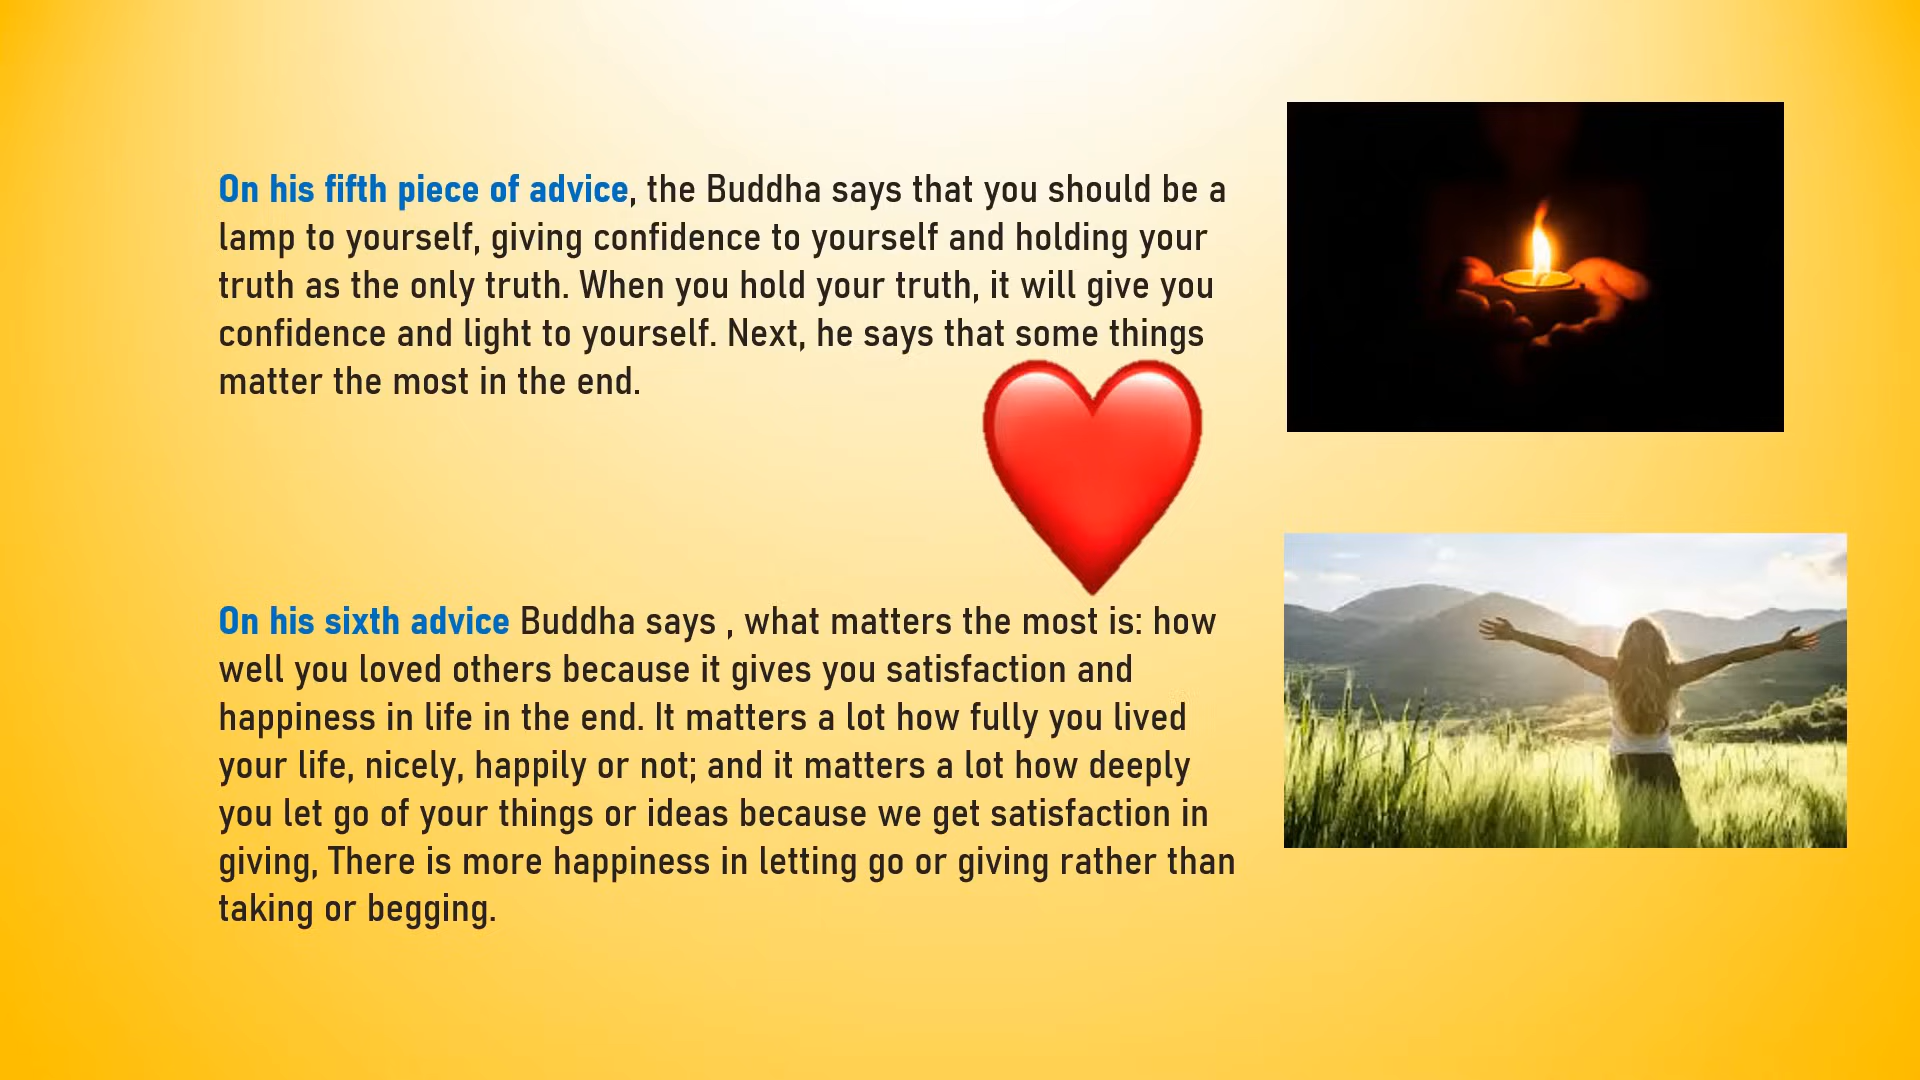 On his fifth piece of advice, the Buddha says that you should be a
lamp to yourself, giving confidence to yourself and holding your
truth as the only truth. When you hold your truth, it will give you
confidence and light to yourself. Next, he says that some things
matter the most in the end.
On his sixth advice Buddha says , what matters the most is: how
well you loved others because it gives you satisfaction and
happiness in life in the end. It matters a lot how fully you lived
your life, nicely, happily or not; and it matters a lot how deeply
you let go of your things or ideas because we get satisfaction in
giving, There is more happiness in letting go or giving rather than
taking or begging.